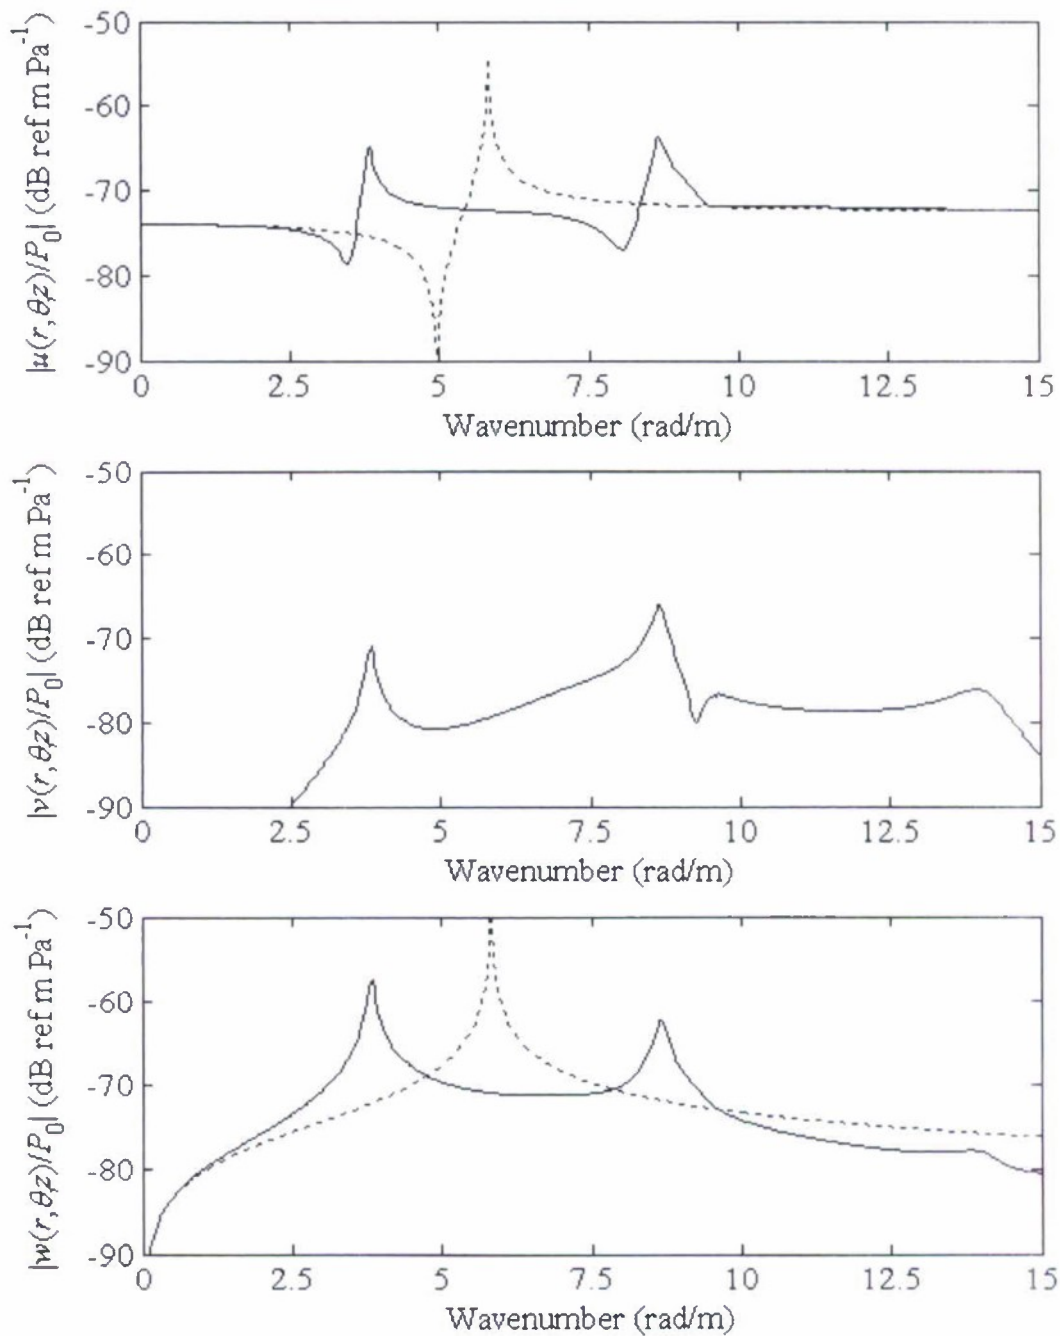 |u(r,θ,z)/P₀| (dB ref m Pa⁻¹)
-50
-60
-70
-80
-90
0 2.5 5 7.5 10 12.5 15
Wavenumber (rad/m)
|v(r,θ,z)/P₀| (dB ref m Pa⁻¹)
-50
-60
-70
-80
-90
0 2.5 5 7.5 10 12.5 15
Wavenumber (rad/m)
|w(r,θ,z)/P₀| (dB ref m Pa⁻¹)
-50
-60
-70
-80
-90
0 2.5 5 7.5 10 12.5 15
Wavenumber (rad/m)